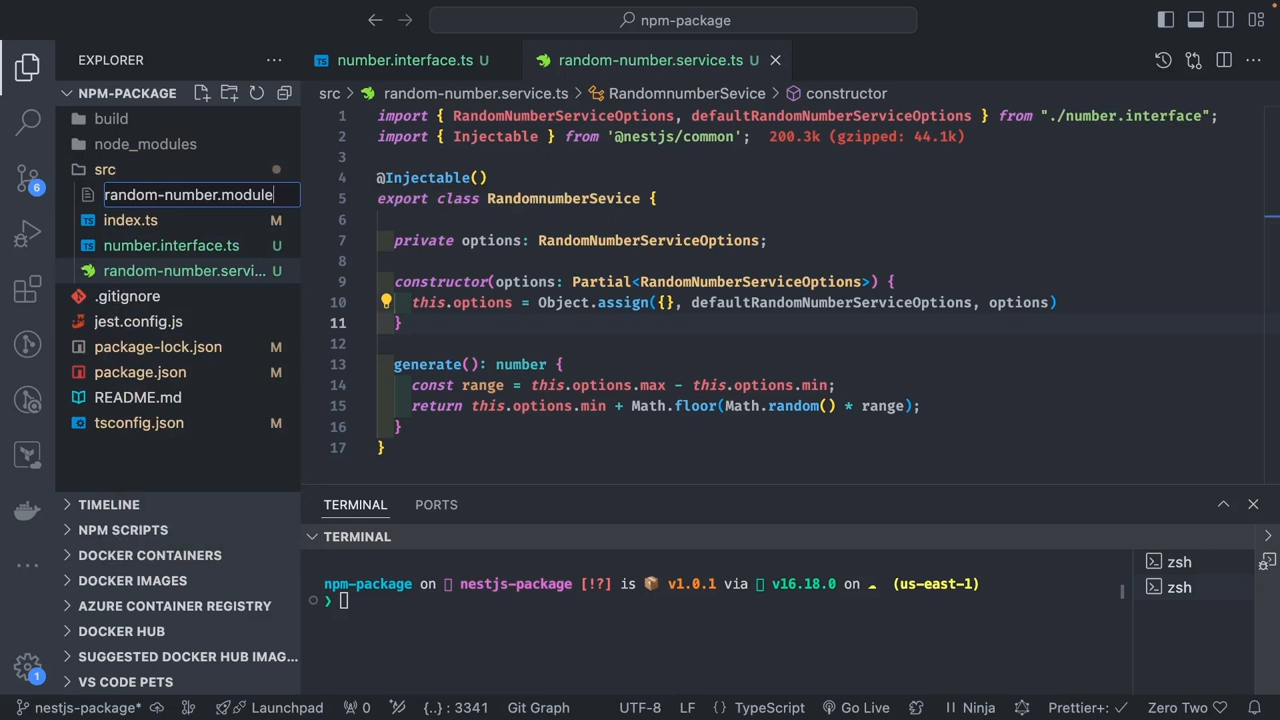 npm-package
EXPLORER
number.interface.ts U
random-number.service.ts U
NPM-PACKAGE
src > random-number.service.ts > RandomnumberSevice > constructor
build
node_modules
src
random-number.module
index.ts M
number.interface.ts U
random-number.servi... U
.gitignore
jest.config.js
package-lock.json M
package.json M
README.md
tsconfig.json M
1 import { RandomNumberServiceOptions, defaultRandomNumberServiceOptions } from "./number.interface";
2 import { Injectable } from '@nestjs/common'; 200.3k (gzipped: 44.1k)
3
4 @Injectable()
5 export class RandomnumberSevice {
6
7 private options: RandomNumberServiceOptions;
8
9 constructor(options: Partial<RandomNumberServiceOptions>) {
10 this.options = Object.assign({}, defaultRandomNumberServiceOptions, options)
11 }
12
13 generate(): number {
14 const range = this.options.max - this.options.min;
15 return this.options.min + Math.floor(Math.random() * range);
16 }
17 }
6
TIMELINE
NPM SCRIPTS
DOCKER CONTAINERS
DOCKER IMAGES
AZURE CONTAINER REGISTRY
DOCKER HUB
SUGGESTED DOCKER HUB IMAG...
VS CODE PETS
1
TERMINAL PORTS
TERMINAL
npm-package on nestjs-package [!?] is v1.0.1 via v16.18.0 on (us-east-1)
❯
zsh
zsh
nestjs-package* Launchpad 0 {..} : 3341 Git Graph UTF-8 LF {} TypeScript Go Live Ninja Prettier+ Zero Two